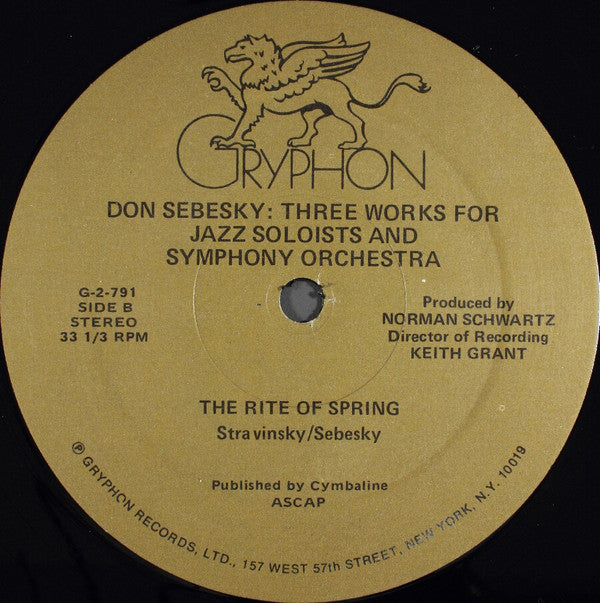 GRYPHON
DON SEBESKY: THREE WORKS FOR
JAZZ SOLOISTS AND
SYMPHONY ORCHESTRA
G-2-791
SIDE B
STEREO
33 1/3 RPM
Produced by
NORMAN SCHWARTZ
Director of Recording
KEITH GRANT
THE RITE OF SPRING
Stravinsky/Sebesky
Published by Cymbaline
ASCAP
℗ GRYPHON RECORDS, LTD., 157 WEST 57th STREET, NEW YORK, N.Y. 10019